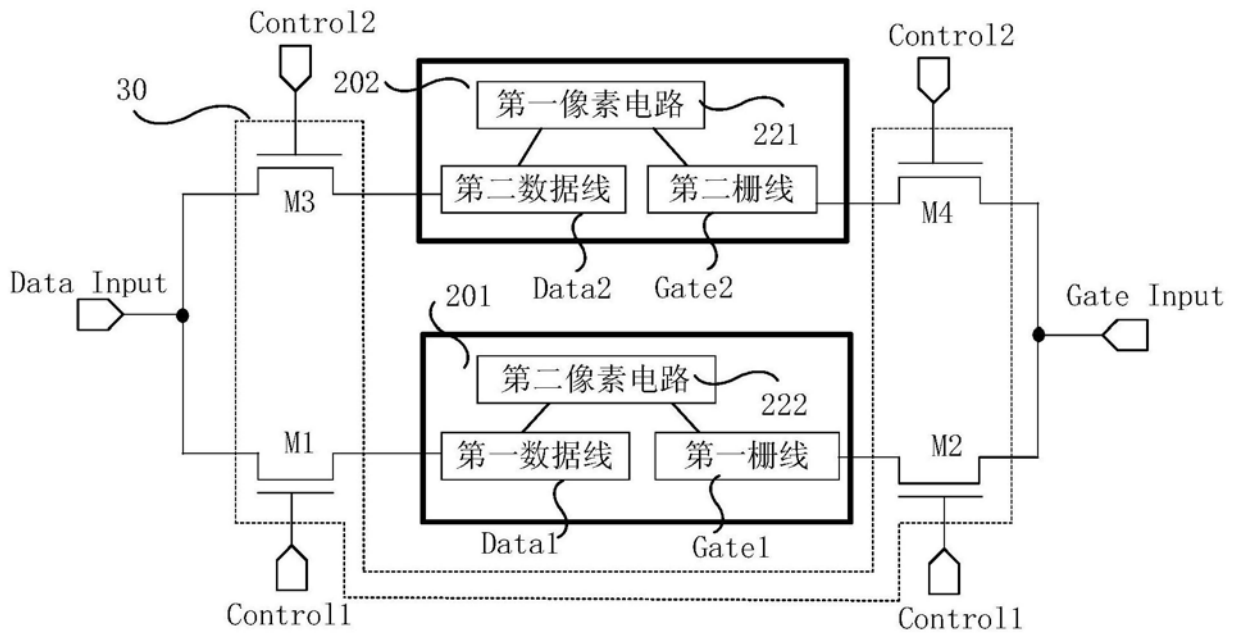 Control2
Control2
30
202
第一像素电路
221
第二数据线
第二栅线
M3
M4
Data2
Gate2
Data Input
Gate Input
201
第二像素电路
222
M1
第一数据线
第一栅线
M2
Data1
Gate1
Control1
Control1